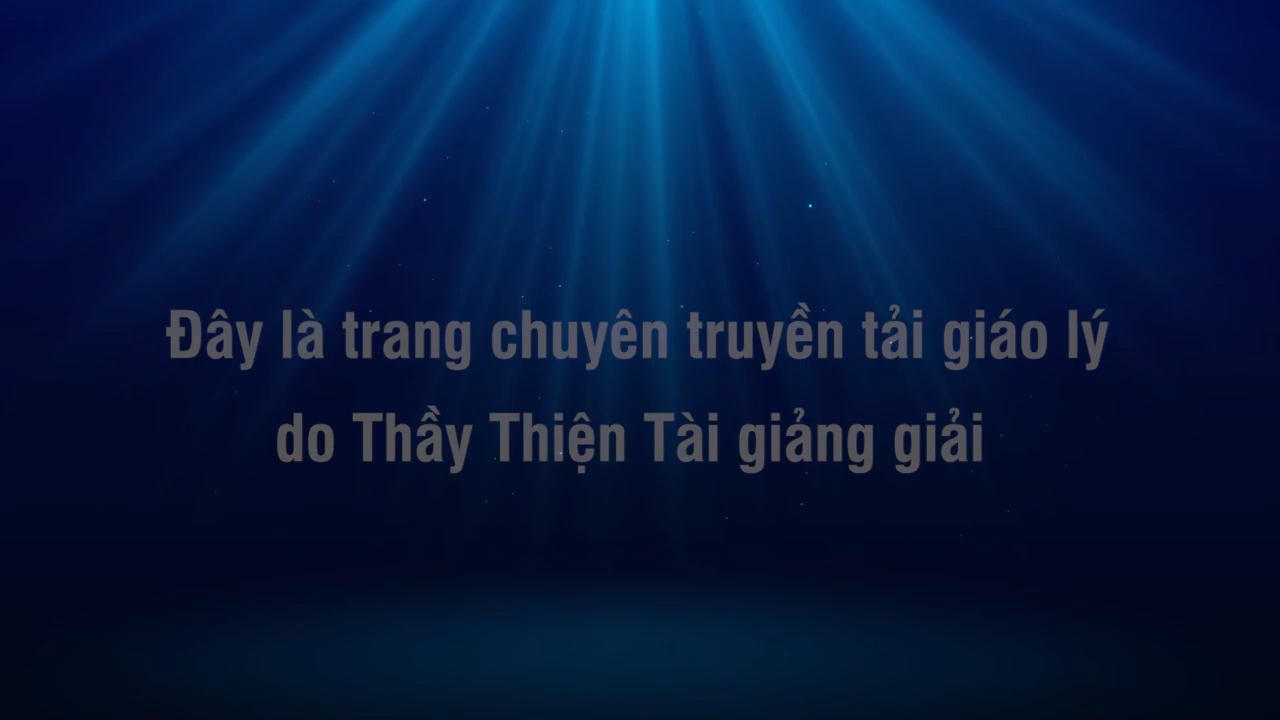 Đây là trang chuyên truyền tải giáo lý
do Thầy Thiện Tài giảng giải